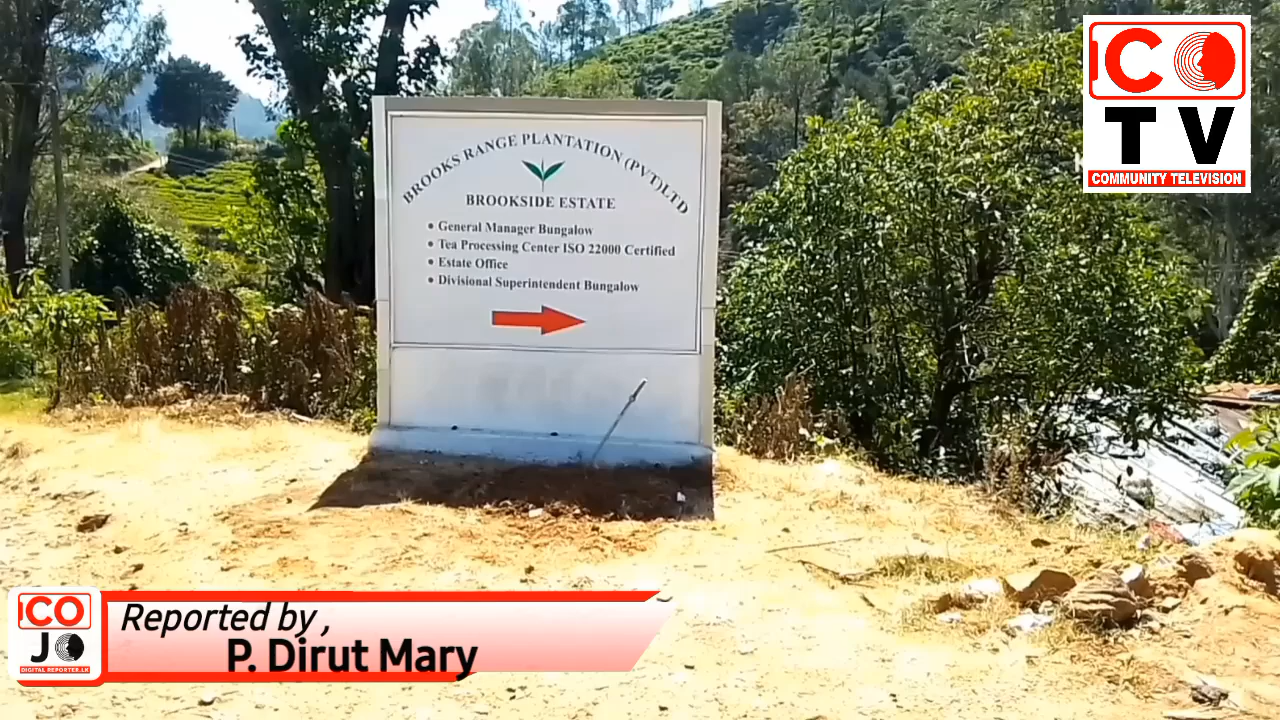 BROOKS RANGE PLANTATION (PVT)LTD
BROOKSIDE ESTATE
• General Manager Bungalow
• Tea Processing Center ISO 22000 Certified
• Estate Office
• Divisional Superintendent Bungalow
ICO
TV
COMMUNITY TELEVISION
ICO
JO
DIGITAL REPORTER.LK
Reported by ,
P. Dirut Mary